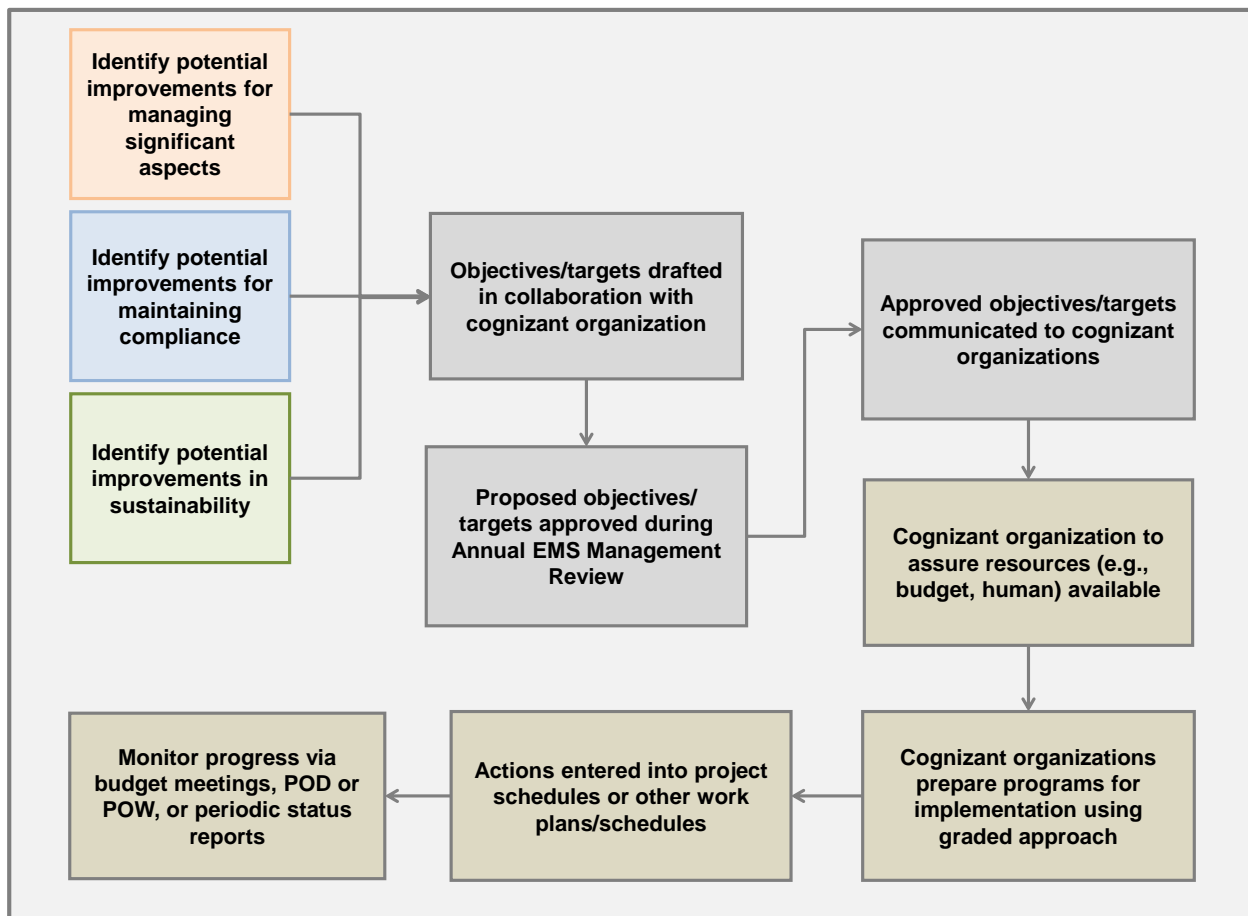 Identify potential
improvements for
managing
significant
aspects
Identify potential
improvements for
maintaining
compliance
Identify potential
improvements in
sustainability
Objectives/targets drafted
in collaboration with
cognizant organization
Proposed objectives/
targets approved during
Annual EMS Management
Review
Approved objectives/targets
communicated to cognizant
organizations
Cognizant organization to
assure resources (e.g.,
budget, human) available
Cognizant organizations
prepare programs for
implementation using
graded approach
Actions entered into project
schedules or other work
plans/schedules
Monitor progress via
budget meetings, POD or
POW, or periodic status
reports